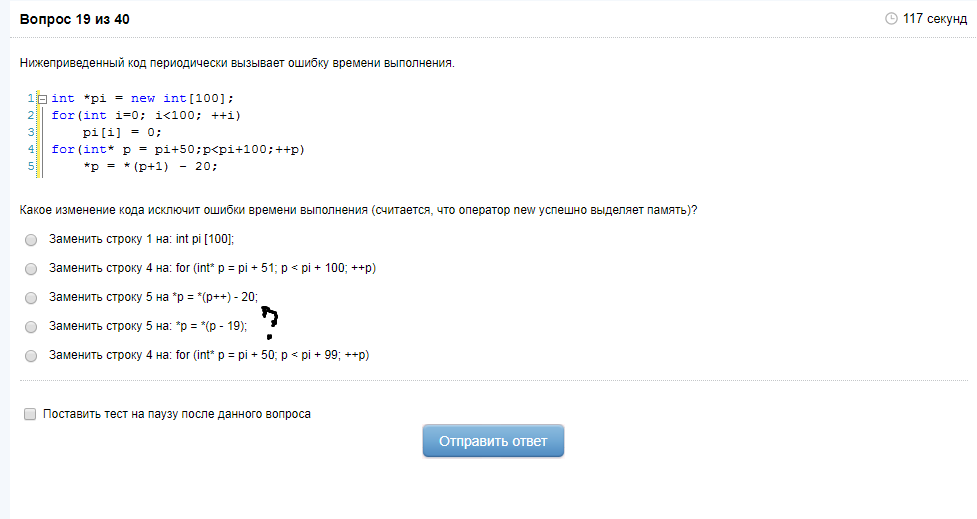 Вопрос 19 из 40
117 секунд
Нижеприведенный код периодически вызывает ошибку времени выполнения.
1 int *pi = new int[100];
2 for(int i=0; i<100; ++i)
3 pi[i] = 0;
4 for(int* p = pi+50;p<pi+100;++p)
5 *p = *(p+1) - 20;
Какое изменение кода исключит ошибки времени выполнения (считается, что оператор new успешно выделяет память)?
Заменить строку 1 на: int pi [100];
Заменить строку 4 на: for (int* p = pi + 51; p < pi + 100; ++p)
Заменить строку 5 на *p = *(p++) - 20;
?
Заменить строку 5 на: *p = *(p - 19);
Заменить строку 4 на: for (int* p = pi + 50; p < pi + 99; ++p)
Поставить тест на паузу после данного вопроса
Отправить ответ